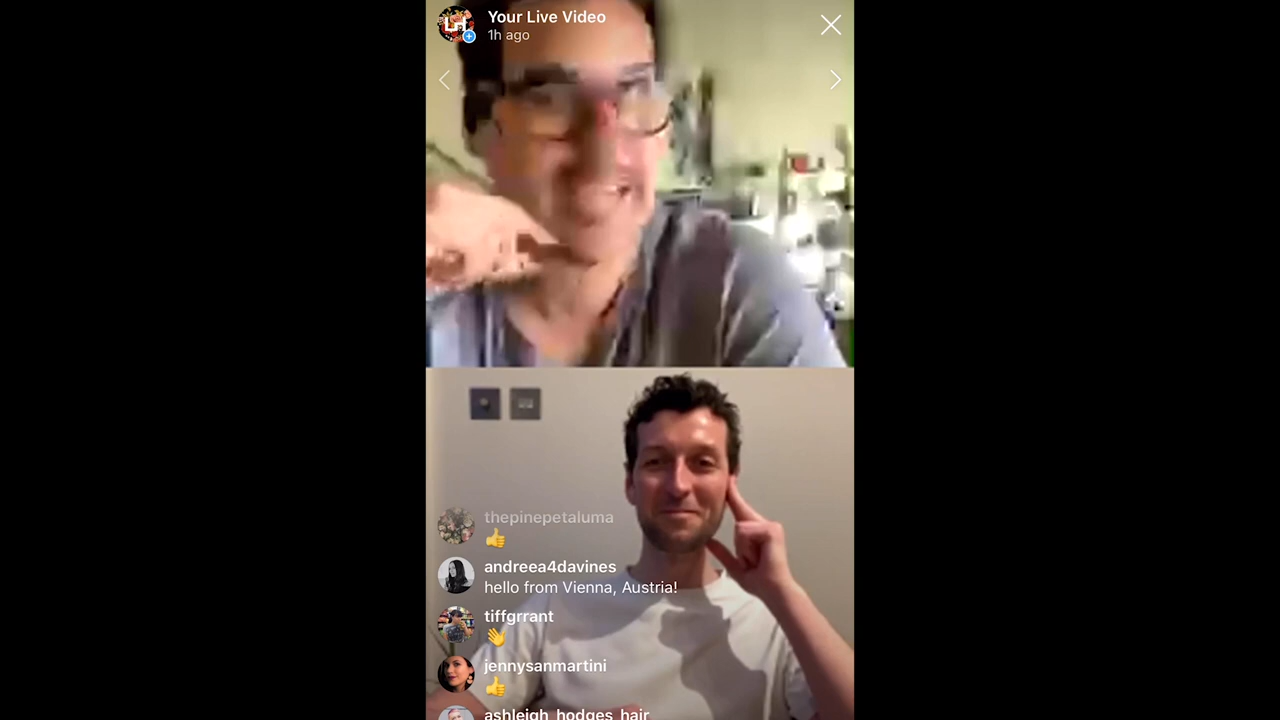 Your Live Video
1h ago
thepinepetaluma
👍
andreea4davines
hello from Vienna, Austria!
tiffgrrant
👋
jennysanmartini
👍
ashleigh_hodges_hair